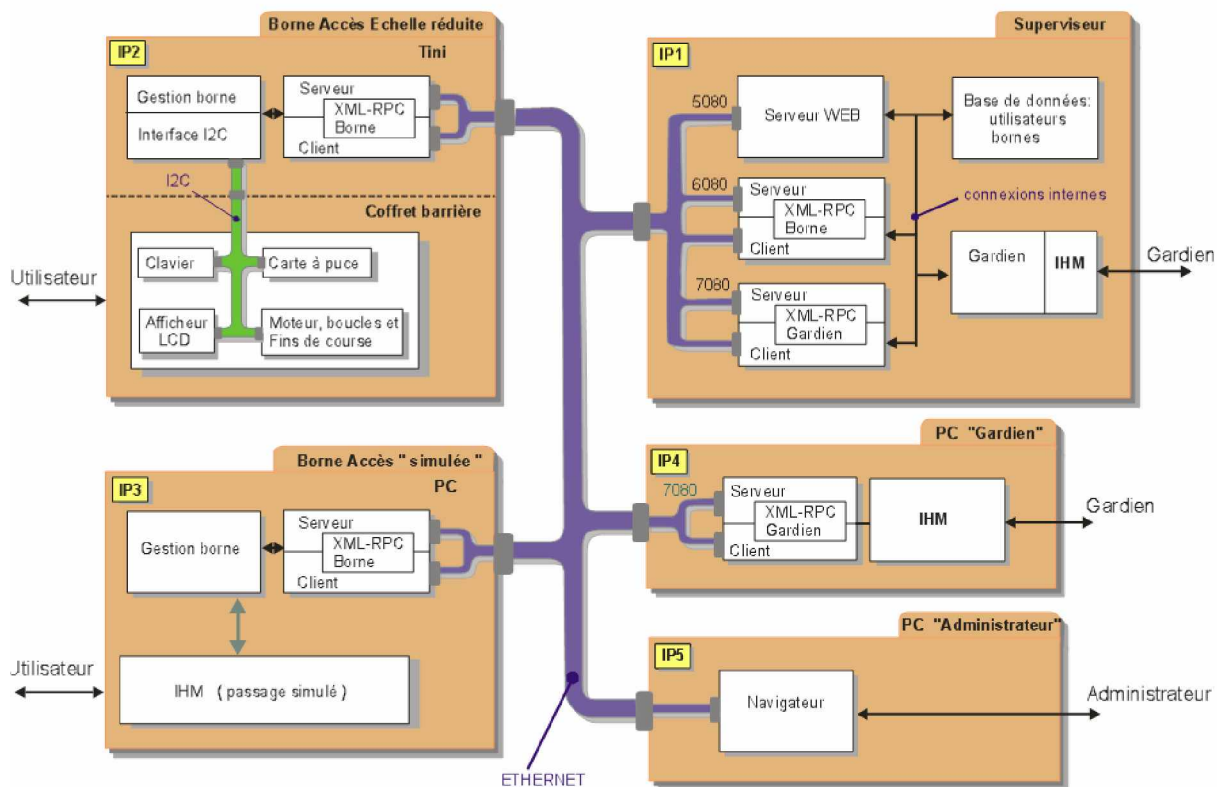 Borne Accès Echelle réduite
IP2
Tini
Gestion borne
Interface I2C
Serveur
XML-RPC
Borne
Client
I2C
Coffret barrière
Clavier
Carte à puce
Afficheur
LCD
Moteur, boucles et
Fins de course
Utilisateur
Superviseur
IP1
5080
Serveur WEB
Base de données:
utilisateurs
bornes
6080
Serveur
XML-RPC
Borne
Client
connexions internes
7080
Serveur
XML-RPC
Gardien
Client
Gardien
IHM
Gardien
Borne Accès " simulée "
IP3
PC
Gestion borne
Serveur
XML-RPC
Borne
Client
IHM ( passage simulé )
Utilisateur
PC "Gardien"
IP4
7080
Serveur
XML-RPC
Gardien
Client
IHM
Gardien
PC "Administrateur"
IP5
Navigateur
Administrateur
ETHERNET